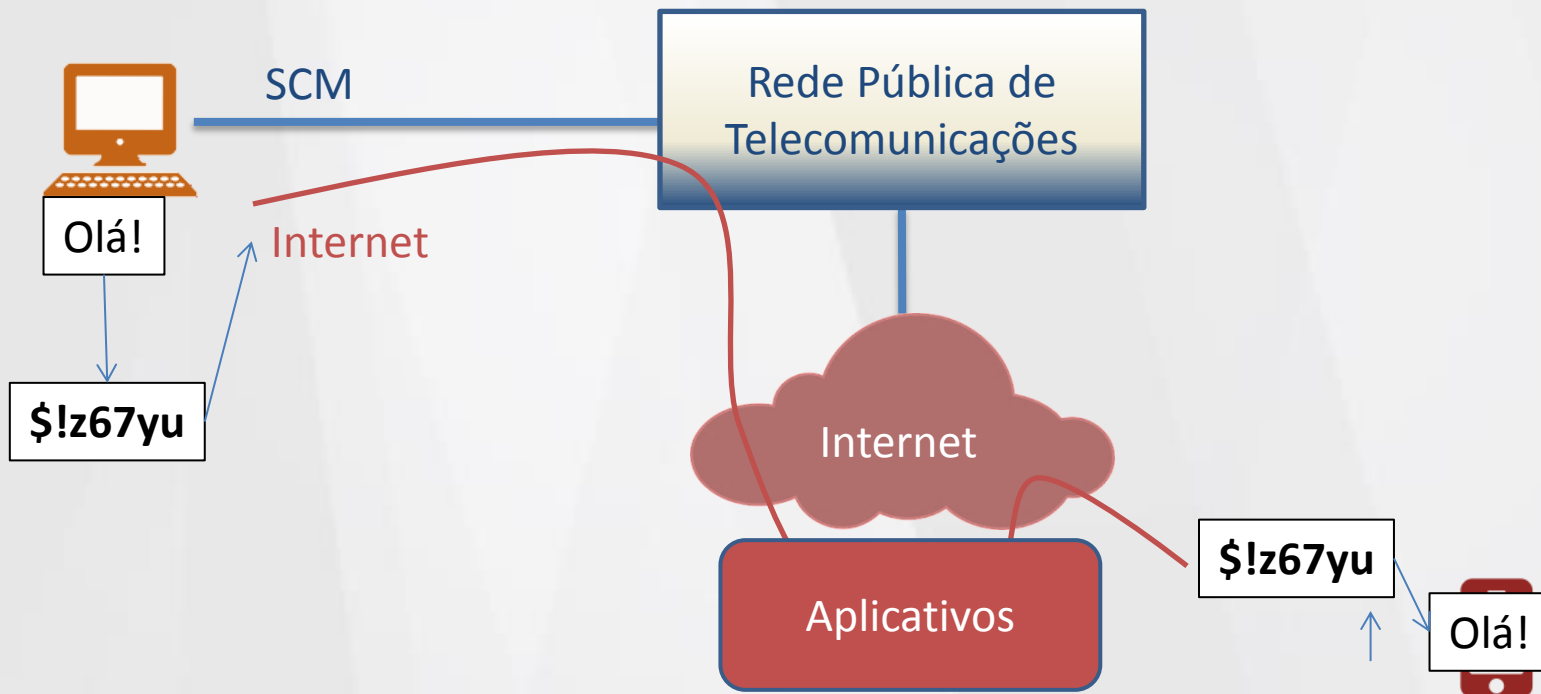 SCM
Rede Pública de
Telecomunicações
Olá!
Internet
$!z67yu
Internet
Aplicativos
$!z67yu
Olá!